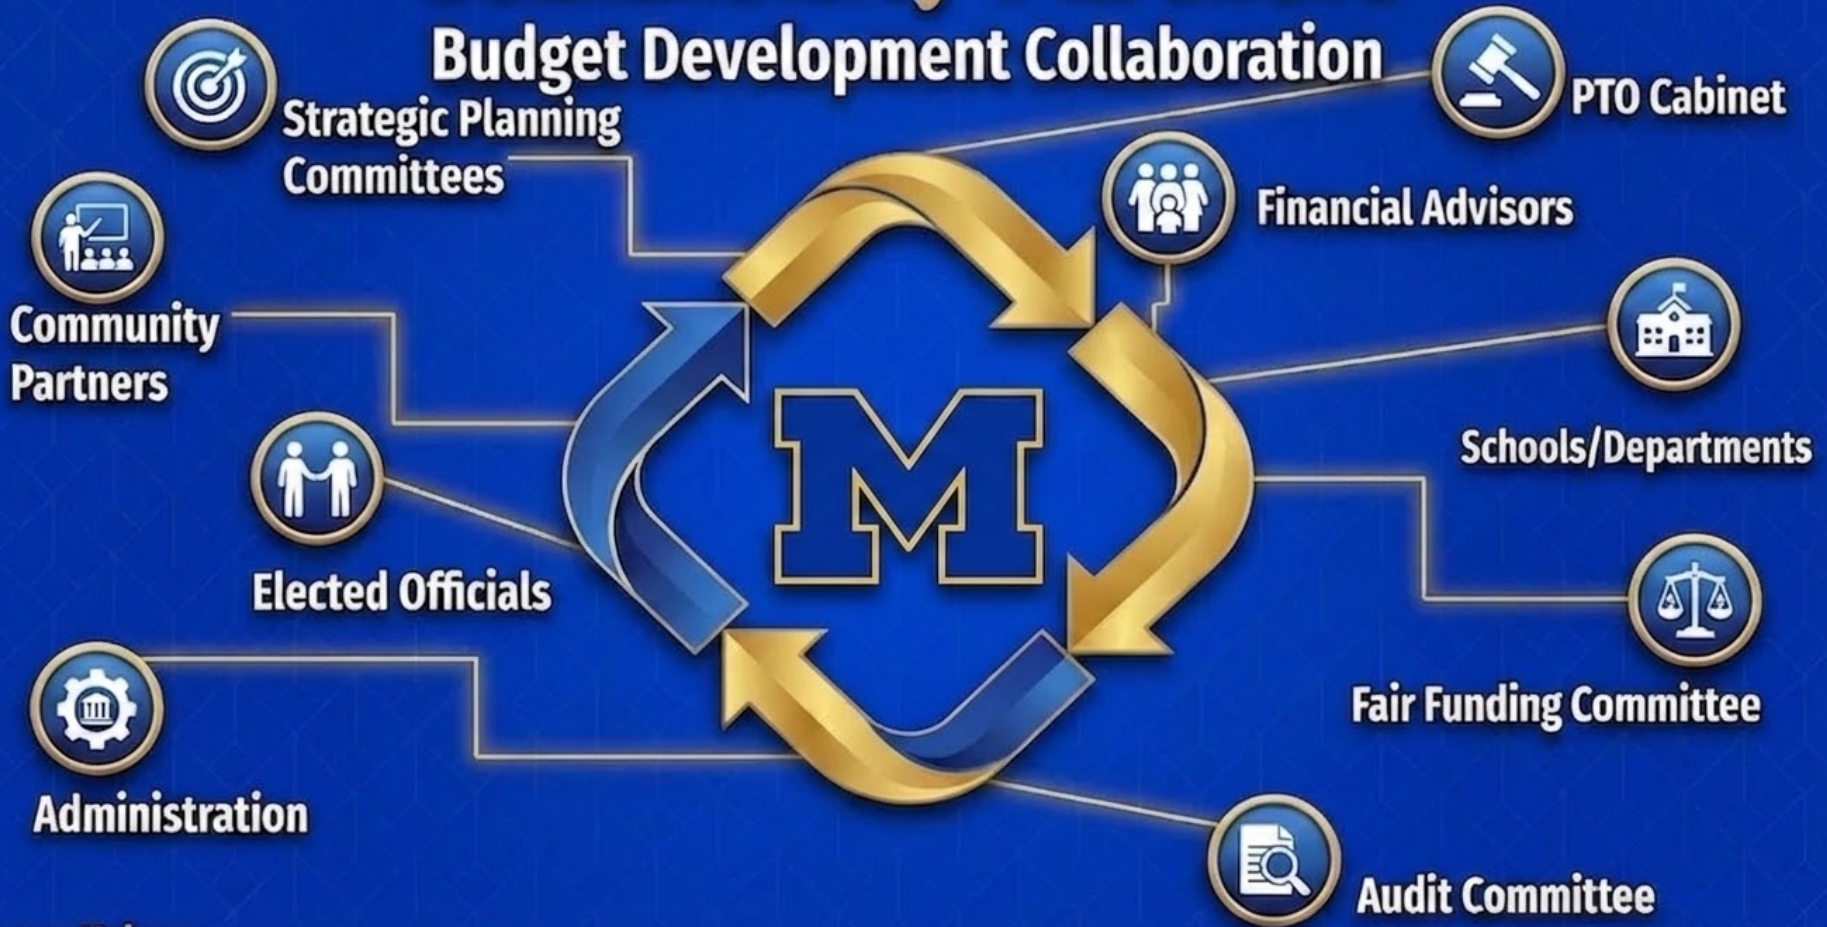 Budget Development Collaboration
Strategic Planning
Committees
PTO Cabinet
Financial Advisors
Community
Partners
Schools/Departments
M
Elected Officials
Fair Funding Committee
Administration
Audit Committee